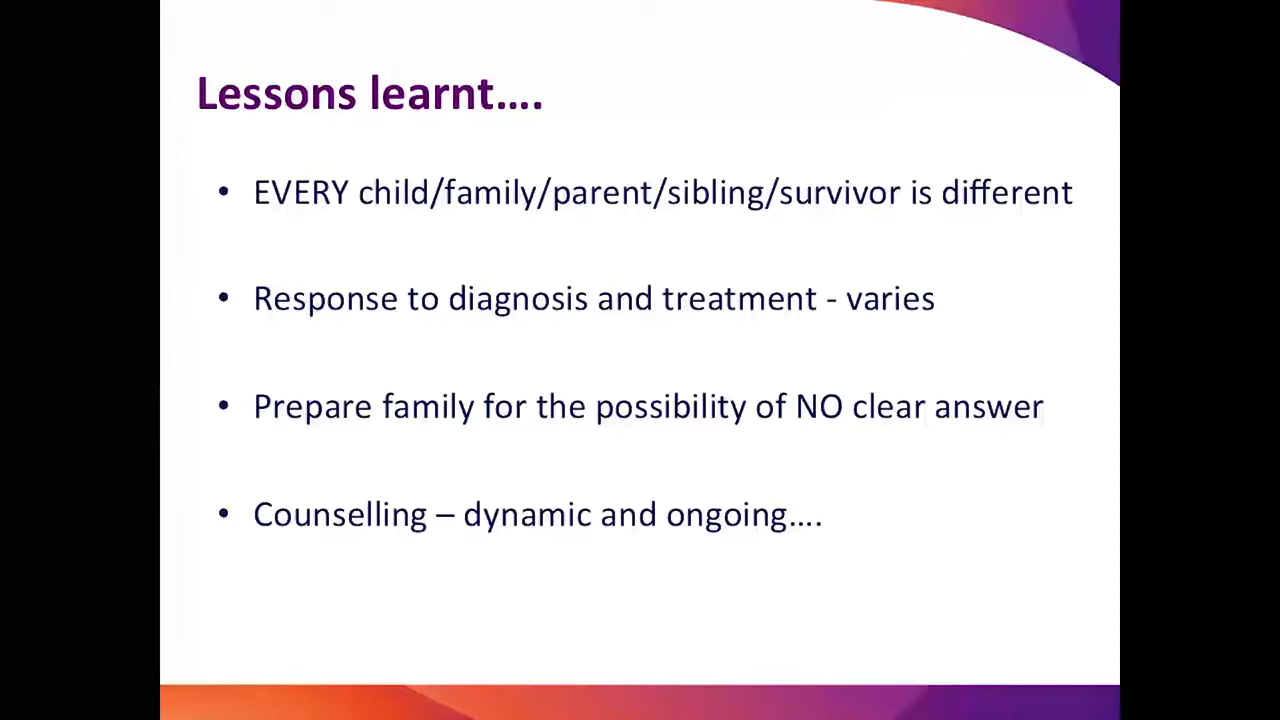 Lessons learnt....
• EVERY child/family/parent/sibling/survivor is different
• Response to diagnosis and treatment - varies
• Prepare family for the possibility of NO clear answer
• Counselling – dynamic and ongoing....